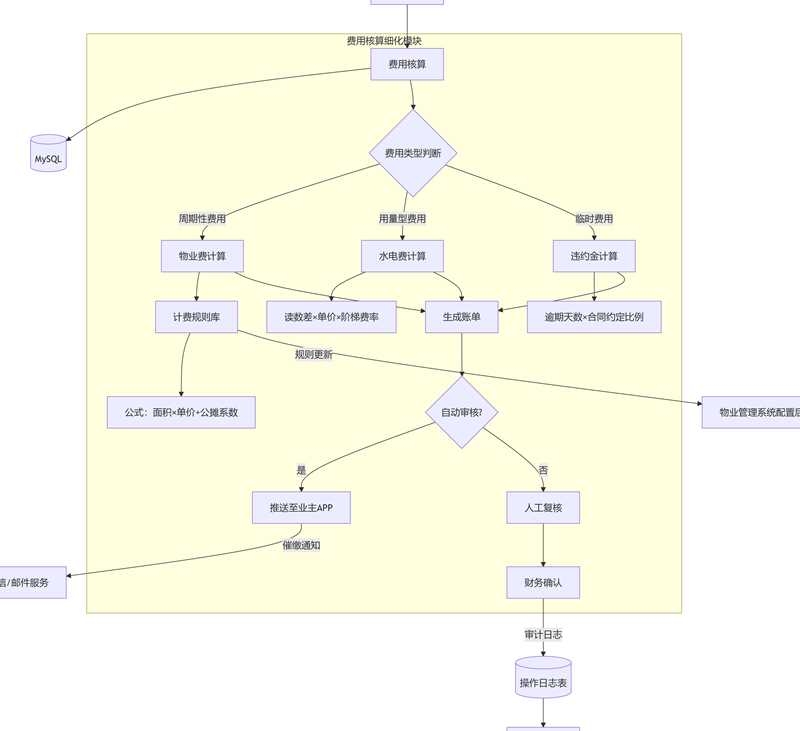 费用核算细化模块
费用核算
MySQL
费用类型判断
周期性费用
用量型费用
临时费用
物业费计算
水电费计算
违约金计算
计费规则库
读数差×单价×阶梯费率
生成账单
逾期天数×合同约定比例
规则更新
公式：面积×单价+公摊系数
自动审核?
物业管理系统配置后
是
否
推送至业主APP
人工复核
催缴通知
信/邮件服务
财务确认
审计日志
操作日志表